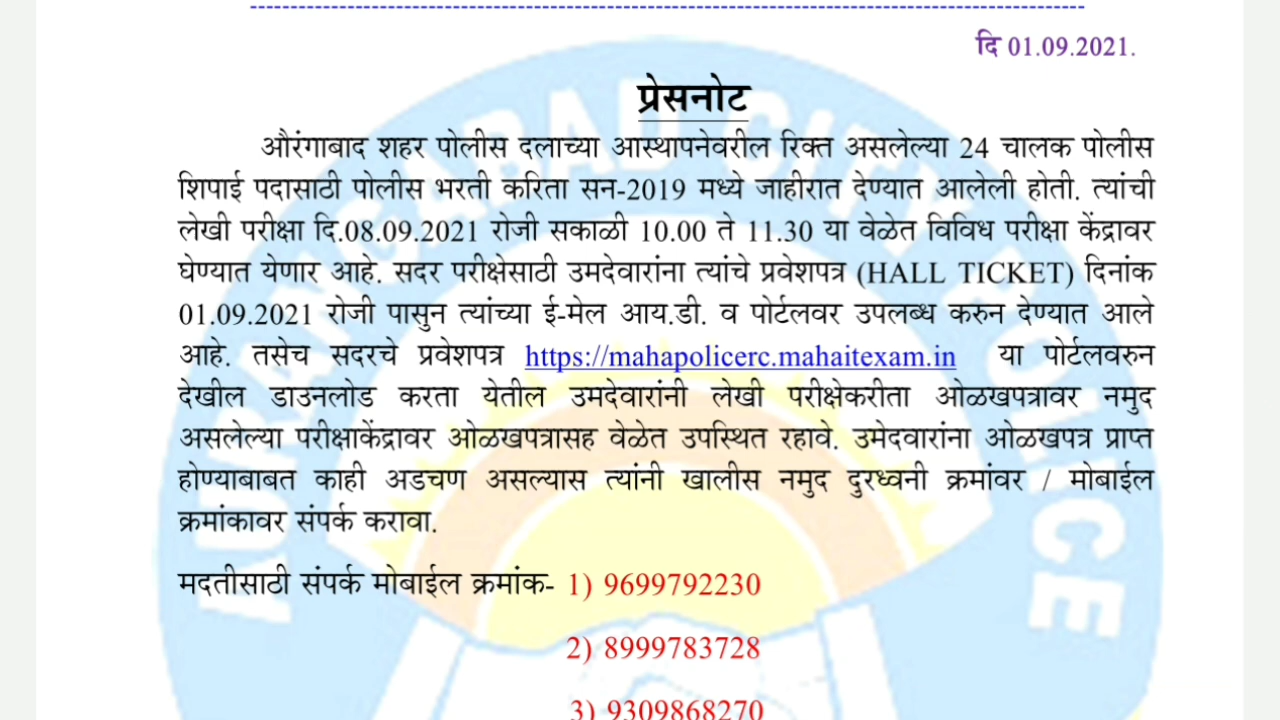 दि 01.09.2021.
प्रेसनोट
औरंगाबाद शहर पोलीस दलाच्या आस्थापनेवरील रिक्त असलेल्या 24 चालक पोलीस
शिपाई पदासाठी पोलीस भरती करिता सन-2019 मध्ये जाहीरात देण्यात आलेली होती. त्यांची
लेखी परीक्षा दि.08.09.2021 रोजी सकाळी 10.00 ते 11.30 या वेळेत विविध परीक्षा केंद्रावर
घेण्यात येणार आहे. सदर परीक्षेसाठी उमदेवारांना त्यांचे प्रवेशपत्र (HALL TICKET) दिनांक
01.09.2021 रोजी पासुन त्यांच्या ई-मेल आय.डी. व पोर्टलवर उपलब्ध करुन देण्यात आले
आहे. तसेच सदरचे प्रवेशपत्र https://mahapolicerc.mahaitexam.in या पोर्टलवरुन
देखील डाउनलोड करता येतील उमदेवारांनी लेखी परीक्षेकरीता ओळखपत्रावर नमुद
असलेल्या परीक्षाकेंद्रावर ओळखपत्रासह वेळेत उपस्थित रहावे. उमेदवारांना ओळखपत्र प्राप्त
होण्याबाबत काही अडचण असल्यास त्यांनी खालीस नमुद दुरध्वनी क्रमांवर / मोबाईल
क्रमांकावर संपर्क करावा.
मदतीसाठी संपर्क मोबाईल क्रमांक- 1) 9699792230
2) 8999783728
3) 9309868270
AURANGABAD CITY POLICE